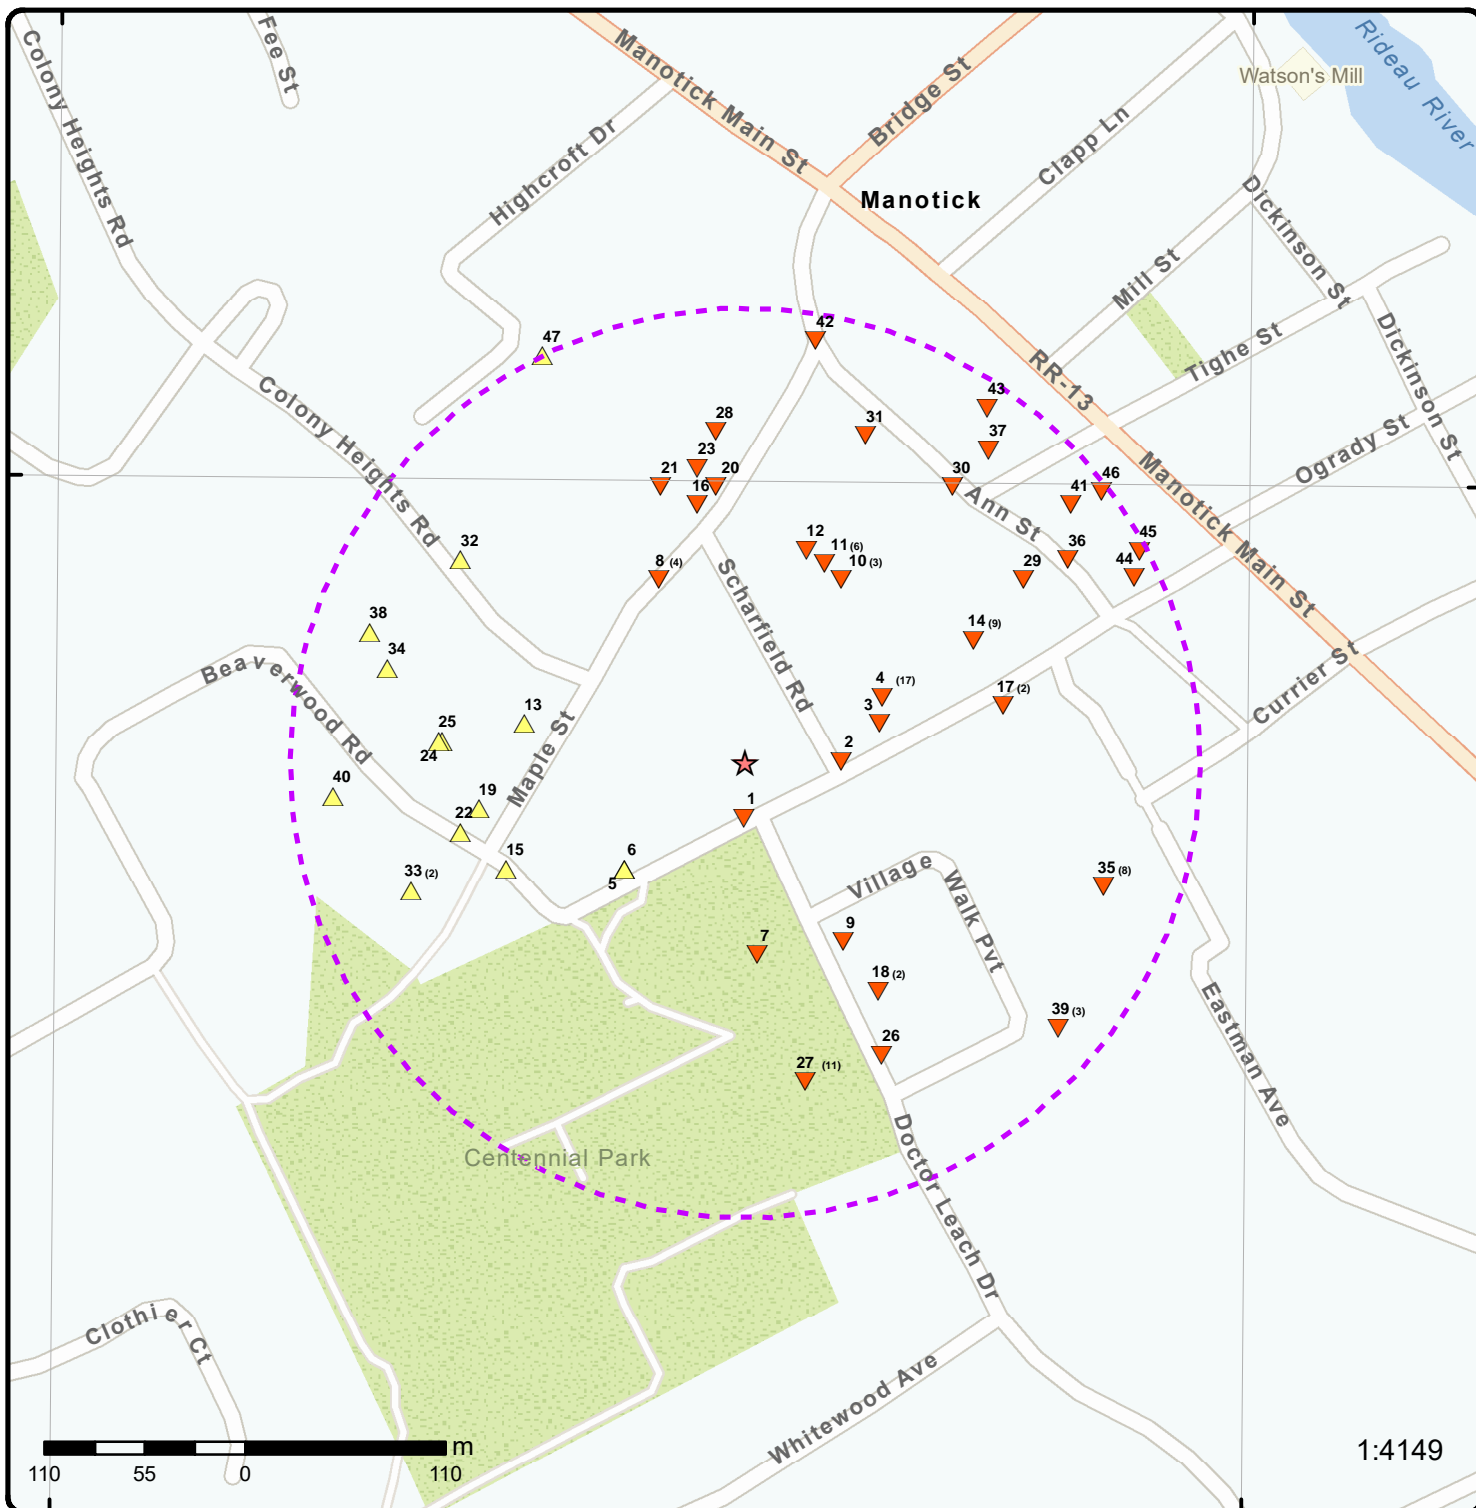 Fee St
Colony Heights Rd
Manotick Main St
Bridge St
Rideau River
Watson's Mill
Clapp Ln
Highcroft Dr
Manotick
Dickinson St
Mill St
Tighe St
Dickinson St
RR-13
42
47
43
Colony Heights Rd
28
31
37
Ogrady St
23
21
20
30
46
Manotick Main St
16
41
Ann St
12
11 (6)
45
32
8 (4)
10 (3)
36
29
44
Scharfield Rd
38
14 (9)
34
Beaverwood Rd
4 (17)
17 (2)
Currier St
25
13
3
24
2
Maple St
40
19
1
22
15
6
33 (2)
5
Village Walk Pvt
35 (8)
7
9
18 (2)
Eastman Ave
39 (3)
26
27 (11)
Doctor Leach Dr
Centennial Park
Clothier Ct
Whitewood Ave
m
1:4149
110 55 0 110